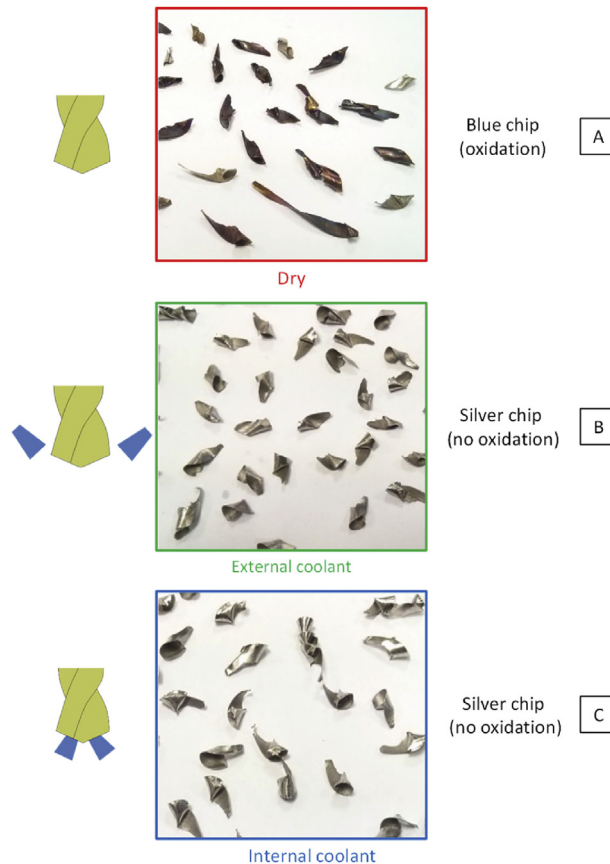 Blue chip
(oxidation)
A
Dry
Silver chip
(no oxidation)
B
External coolant
Silver chip
(no oxidation)
C
Internal coolant